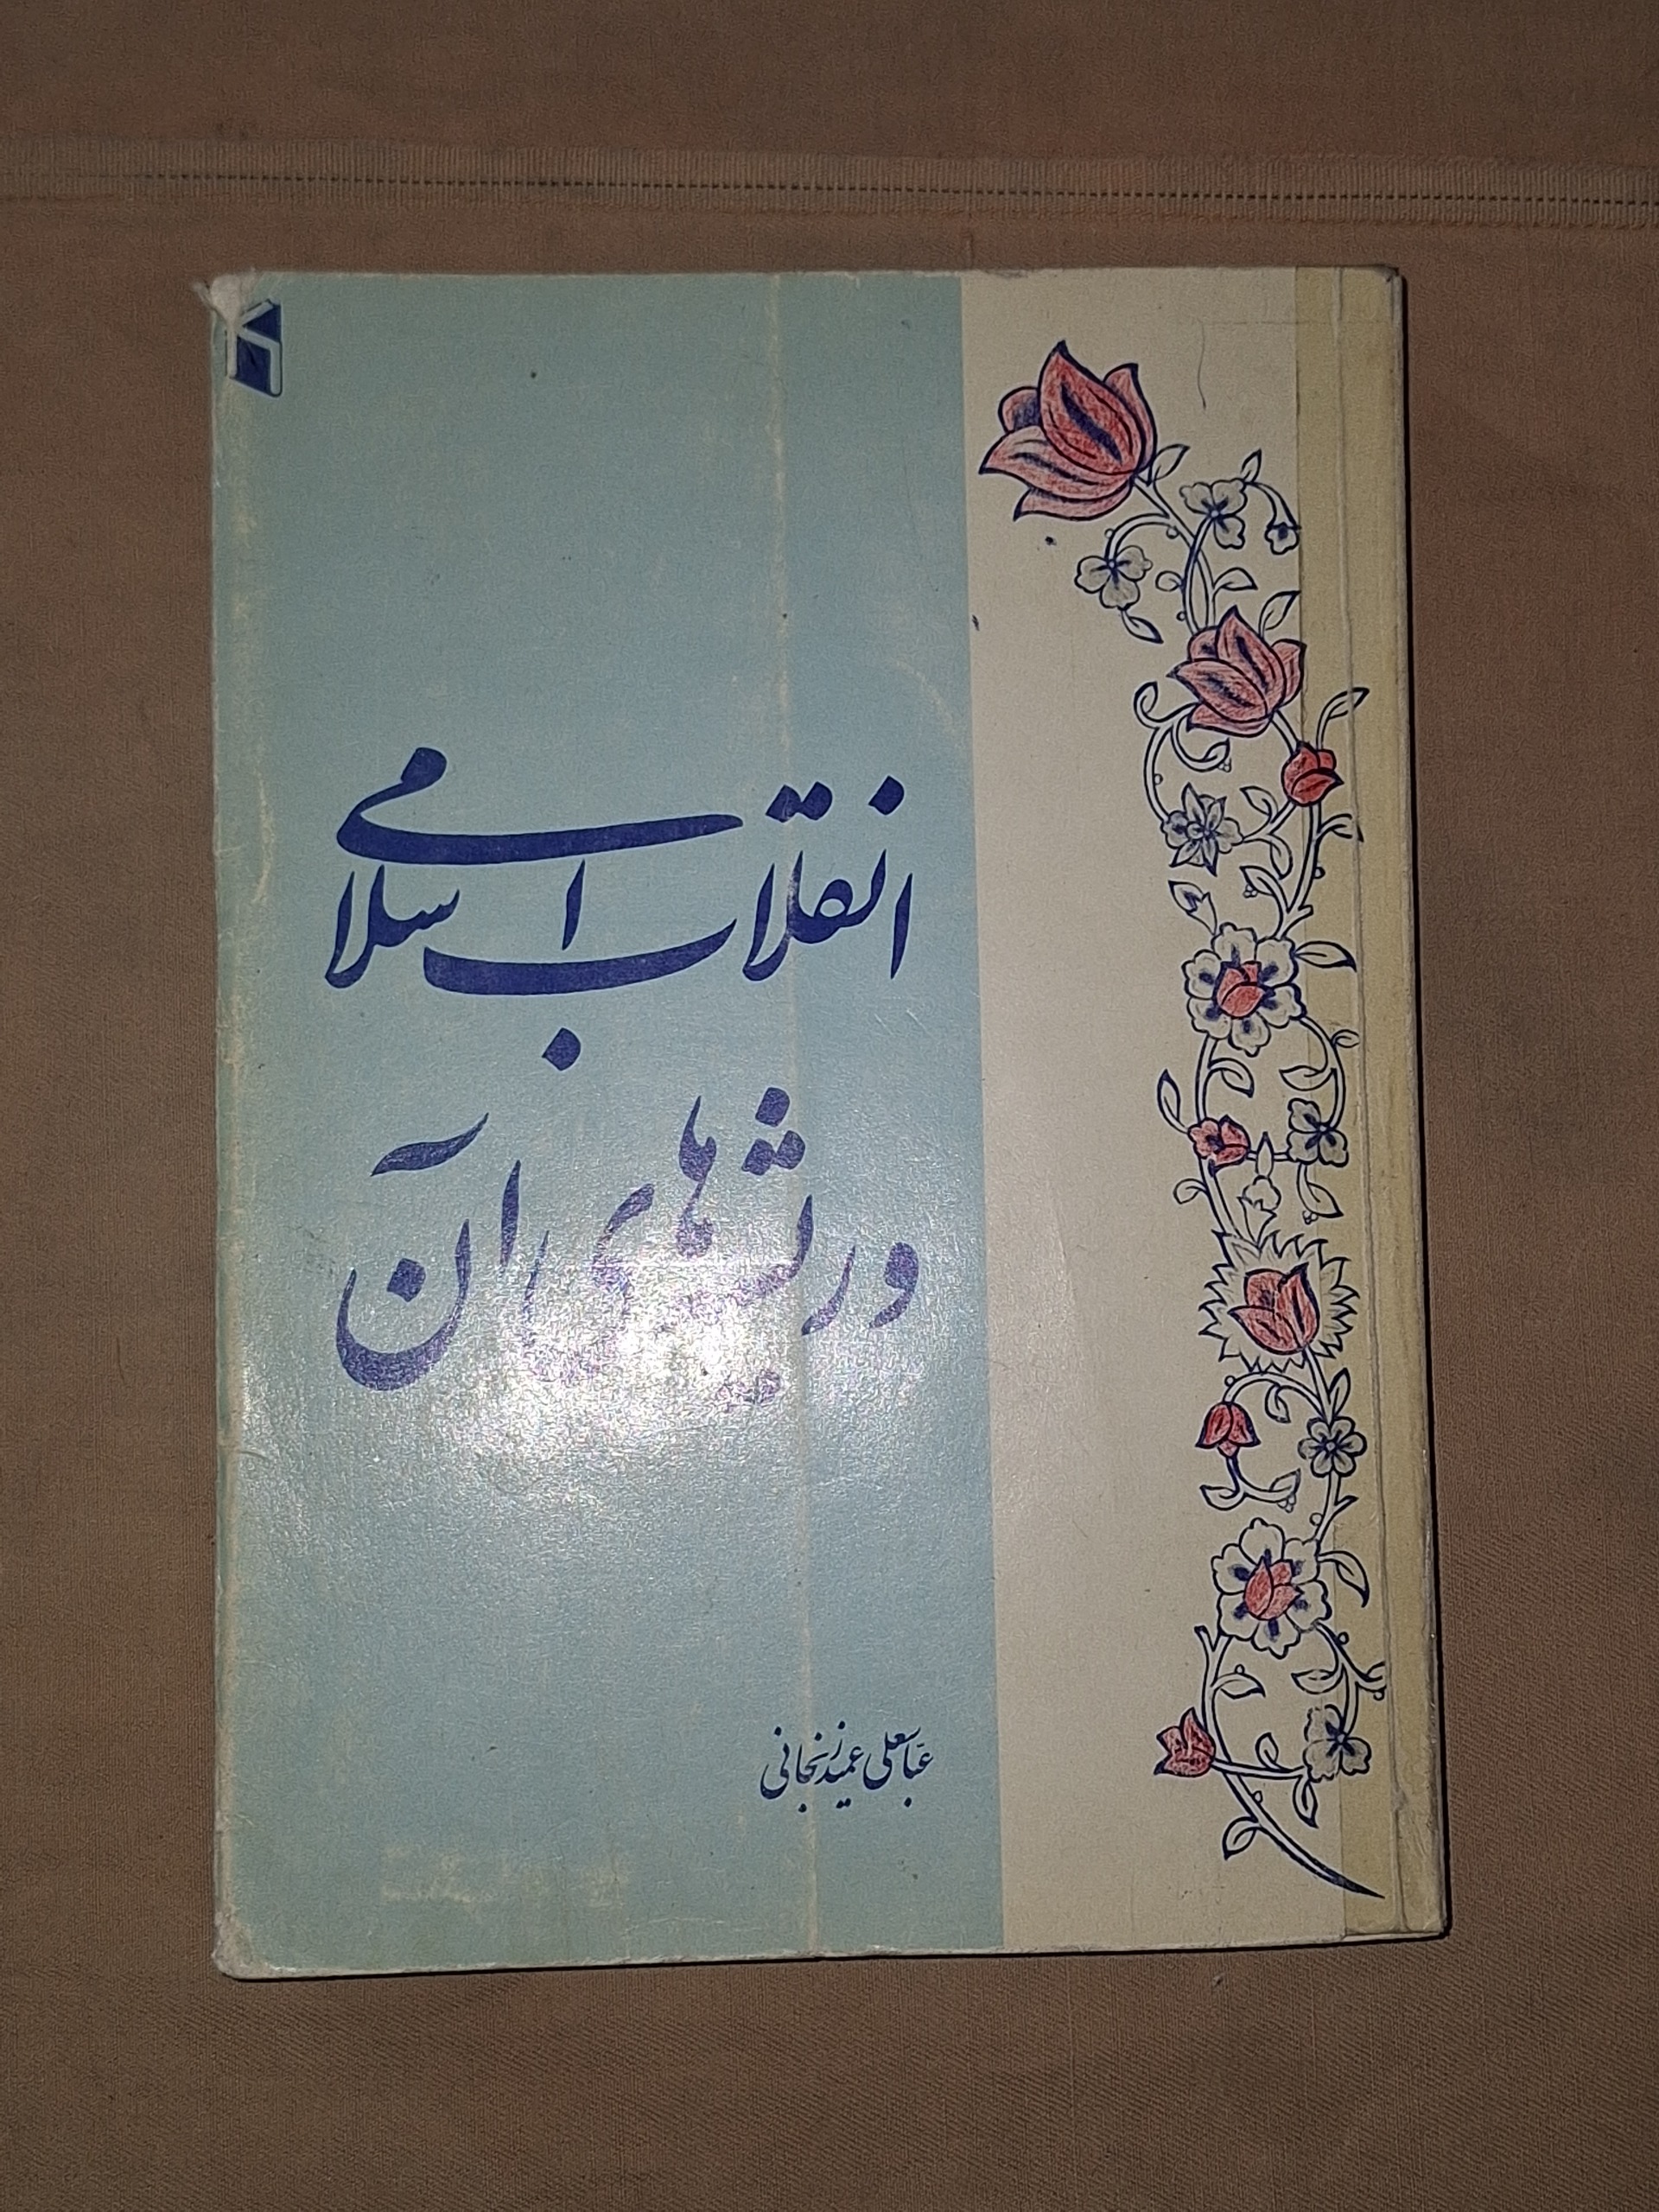 انقلاب اسلامی
و ریشه‌های آن
عباسعلی عمید زنجانی